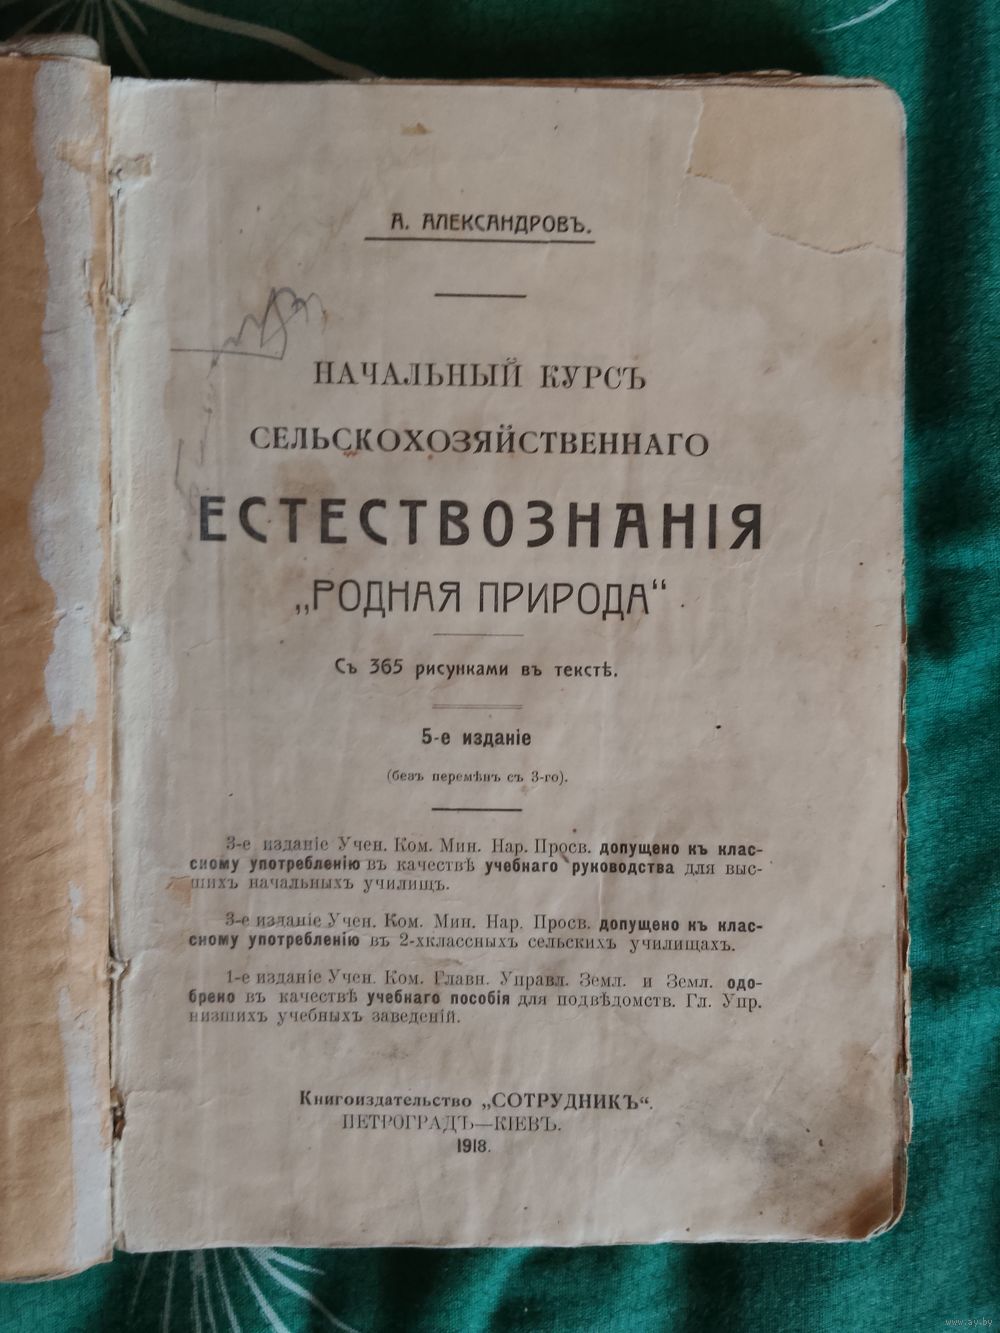 А. АЛЕКСАНДРОВЪ.
НАЧАЛЬНЫЙ КУРСЪ
СЕЛЬСКОХОЗЯЙСТВЕННАГО
ЕСТЕСТВОЗНАНІЯ
„РОДНАЯ ПРИРОДА“
Съ 365 рисунками въ текстѣ.
5-е изданіе
(безъ перемѣнъ съ 3-го).
3-е изданіе Учен. Ком. Мин. Нар. Просв. допущено къ клас-
сному употребленію въ качествѣ учебнаго руководства для выс-
шихъ начальныхъ училищъ.
3-е изданіе Учен. Ком. Мин. Нар. Просв. допущено къ клас-
сному употребленію въ 2-хклассныхъ сельскихъ училищахъ.
1-е изданіе Учен. Ком. Главн. Управл. Земл. и Земл. одо-
брено въ качествѣ учебнаго пособія для подвѣдомств. Гл. Упр.
низшихъ учебныхъ заведеній.
Книгоиздательство „СОТРУДНИКЪ“.
ПЕТРОГРАДЪ—КІЕВЪ.
1918.
www.ay.by